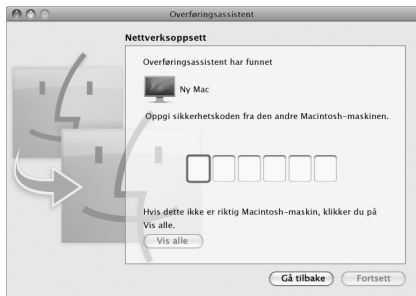 Overføringsassistent
Nettverksoppsett
Overføringsassistent har funnet
Ny Mac
Oppgi sikkerhetskoden fra den andre Macintosh-maskinen.
Hvis dette ikke er riktig Macintosh-maskin, klikker du på
Vis alle.
Vis alle
Gå tilbake
Fortsett